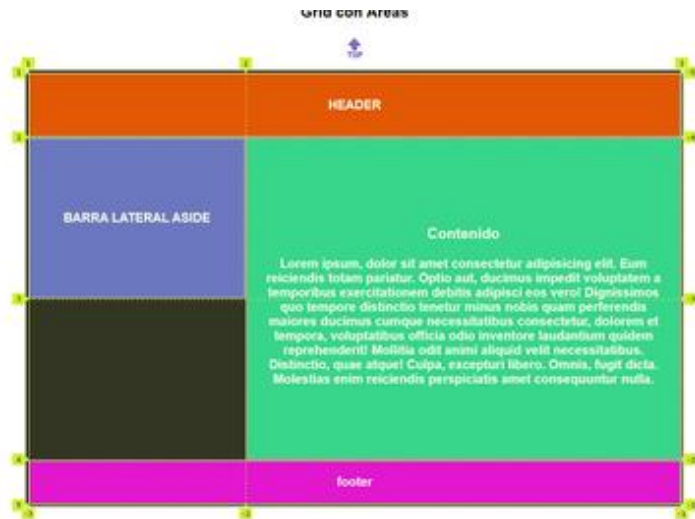 Grid con Areas
TOP
HEADER
BARRA LATERAL ASIDE
Contenido
Lorem ipsum, dolor sit amet consectetur adipisicing elit. Eum
reiciendis totam pariatur. Optio aut, ducimus impedit voluptatem a
temporibus exercitationem debitis adipisci eos vero! Dignissimos
quo tempore distinctio tenetur minus nobis quam perferendis
maiores ducimus cumque necessitatibus consectetur, dolorem et
tempora, voluptatibus officia odio inventore laudantium quidem
reprehenderit! Mollitia odit animi aliquid velit necessitatibus.
Distinctio, quae atque! Culpa, excepturi libero. Omnis, fugit dicta.
Molestias enim reiciendis perspiciatis amet consequuntur nulla.
footer